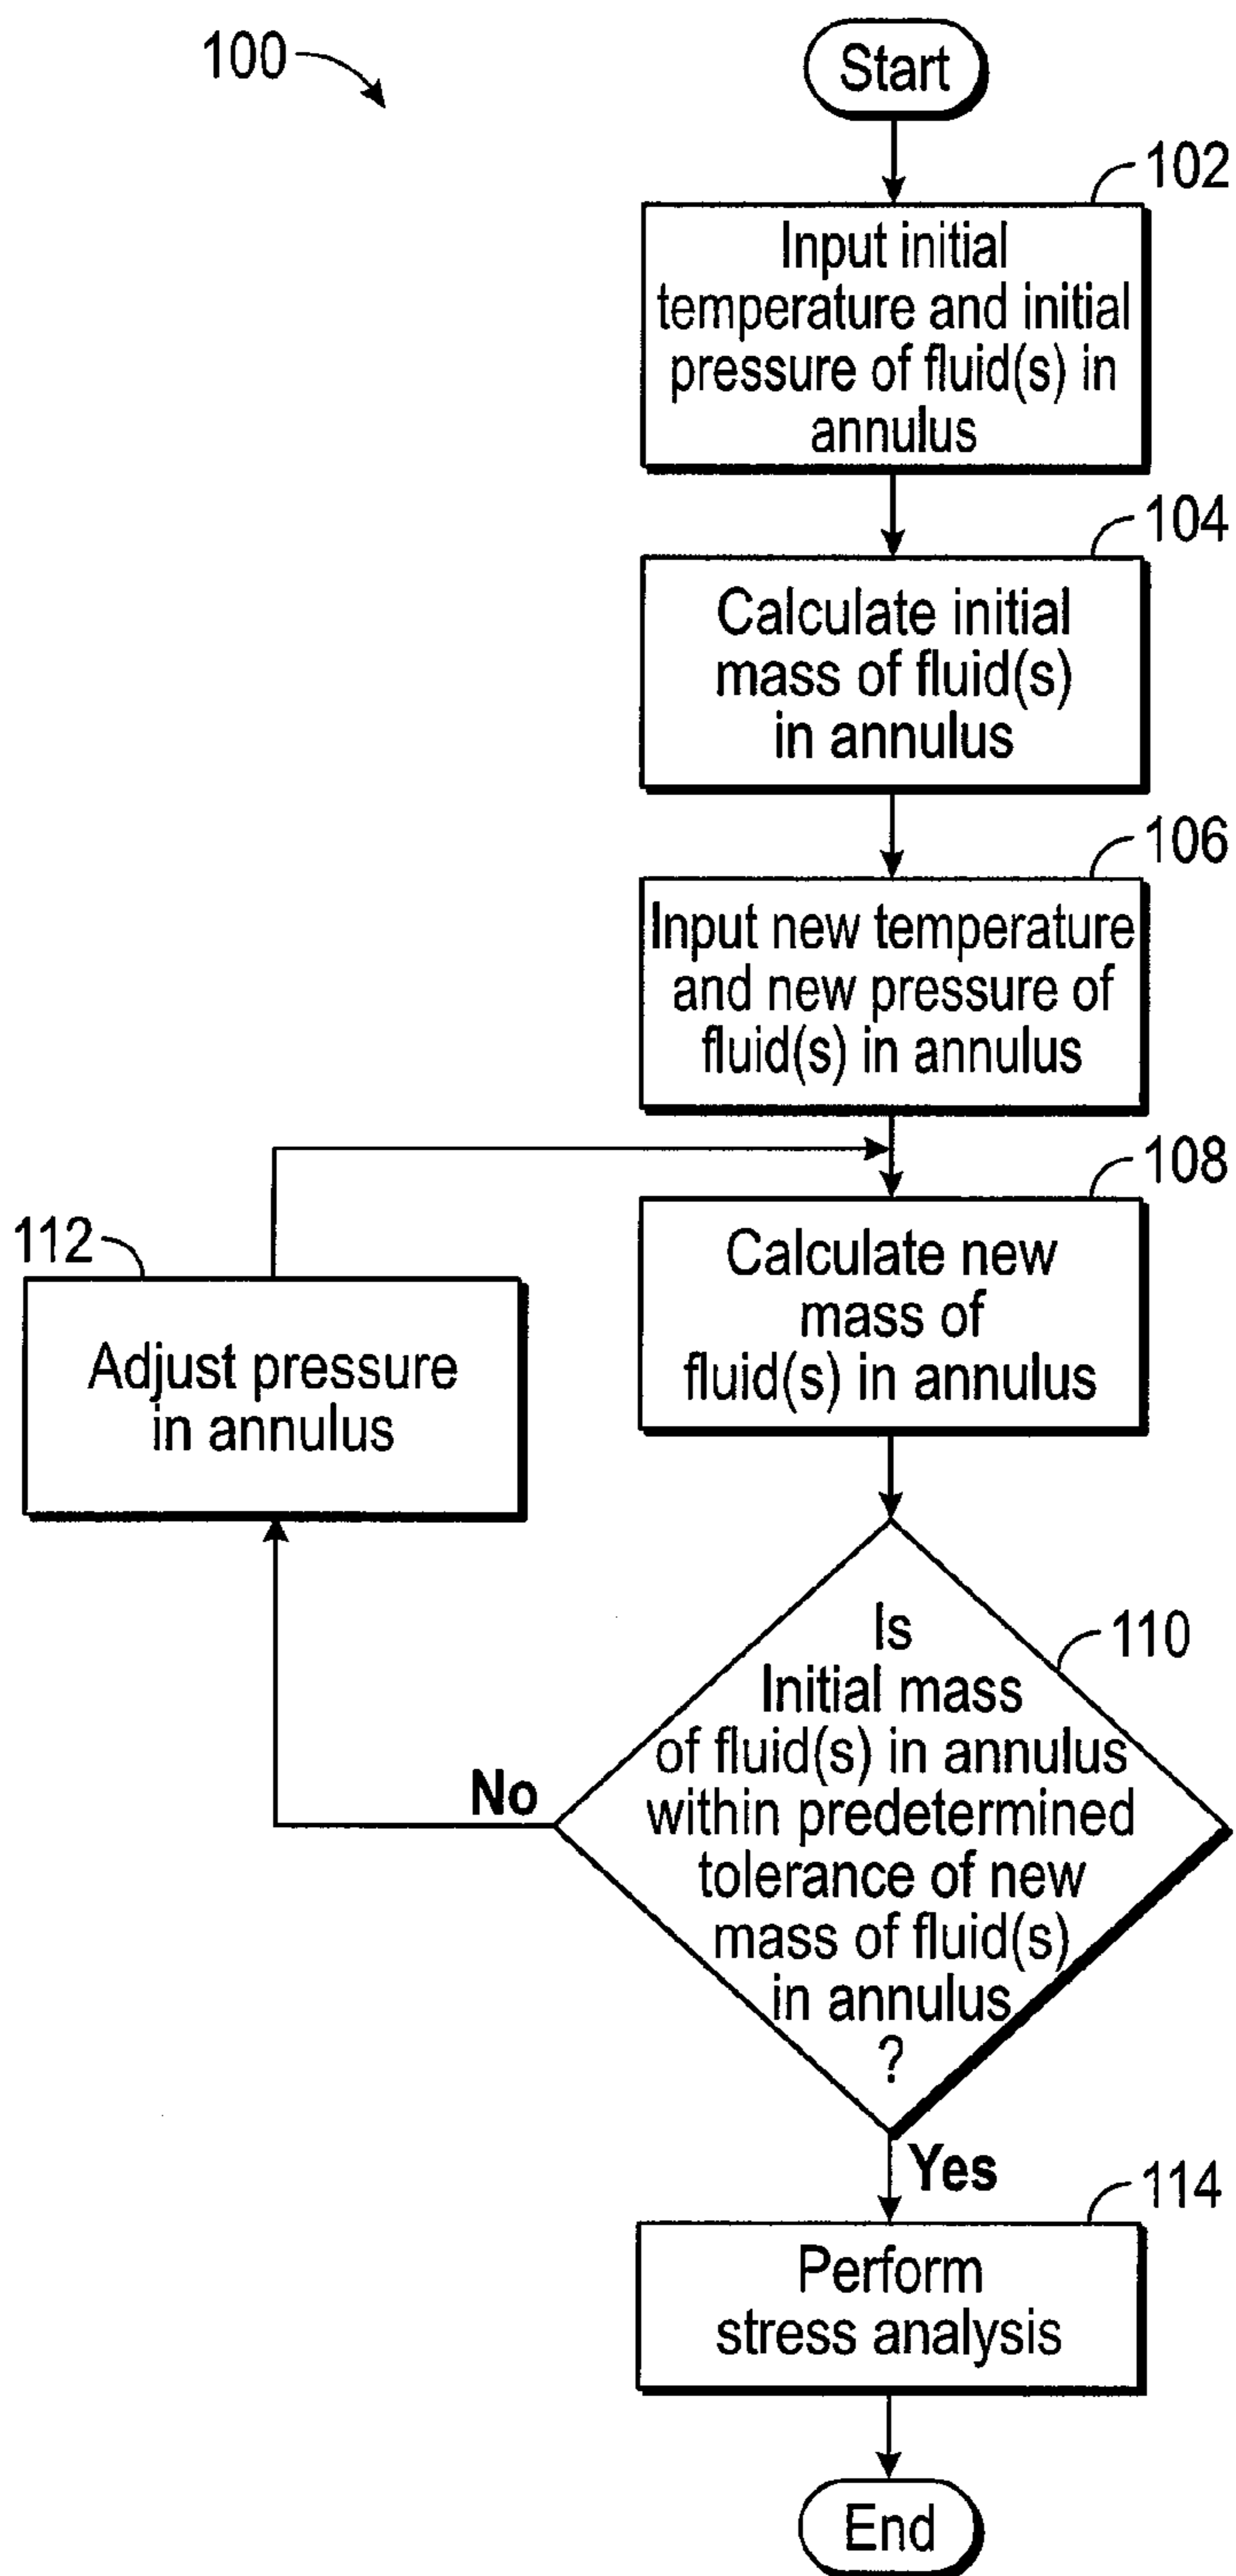 100
Start
102
Input initial
temperature and initial
pressure of fluid(s) in
annulus
104
Calculate initial
mass of fluid(s)
in annulus
106
Input new temperature
and new pressure of
fluid(s) in annulus
108
Calculate new
mass of
fluid(s) in annulus
112
Adjust pressure
in annulus
110
Is
Initial mass
of fluid(s) in annulus
within predetermined
tolerance of new
mass of fluid(s)
in annulus
?
No
Yes
114
Perform
stress analysis
End